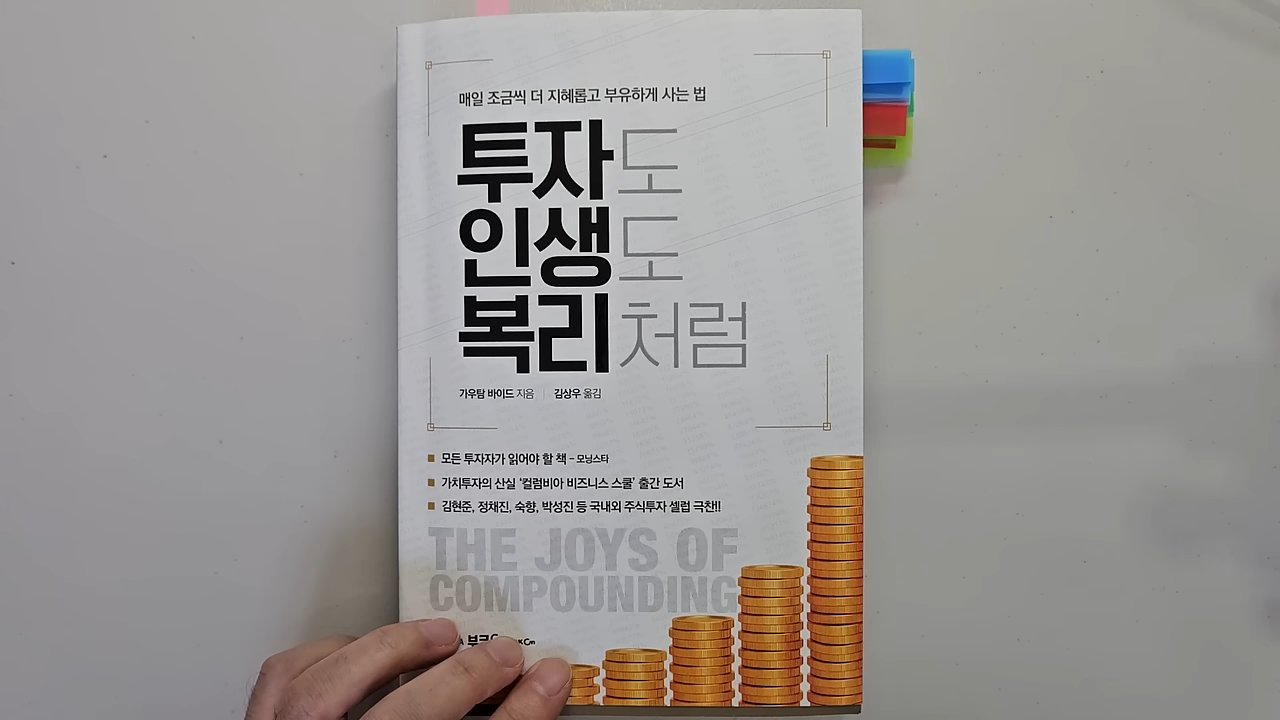 매일 조금씩 더 지혜롭고 부유하게 사는 법
투자도
인생도
복리처럼
가우탐 바이드 지음 | 김상우 옮김
모든 투자자가 읽어야 할 책 - 모닝스타
가치투자의 산실 ‘컬럼비아 비즈니스 스쿨’ 출간 도서
김현준, 정채진, 숙향, 박성진 등 국내외 주식투자 셀럽 극찬!!
THE JOYS OF
COMPOUNDING